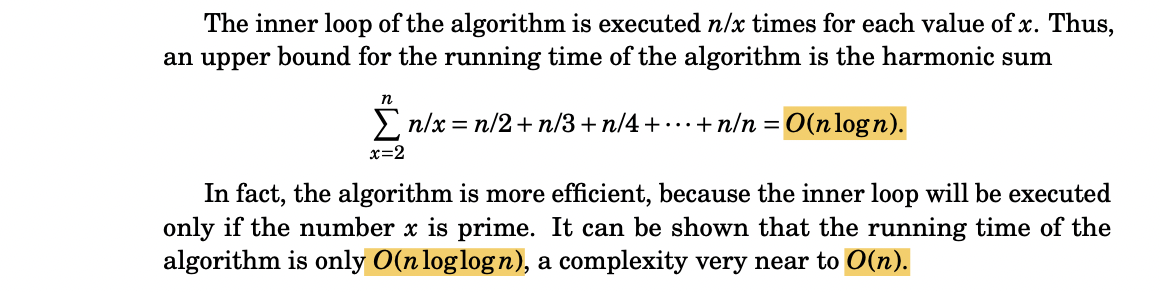 The inner loop of the algorithm is executed n/x times for each value of x. Thus,
an upper bound for the running time of the algorithm is the harmonic sum
n
∑ n/x = n/2 + n/3 + n/4 + ··· + n/n = O(n log n).
x=2
In fact, the algorithm is more efficient, because the inner loop will be executed
only if the number x is prime. It can be shown that the running time of the
algorithm is only O(n log log n), a complexity very near to O(n).